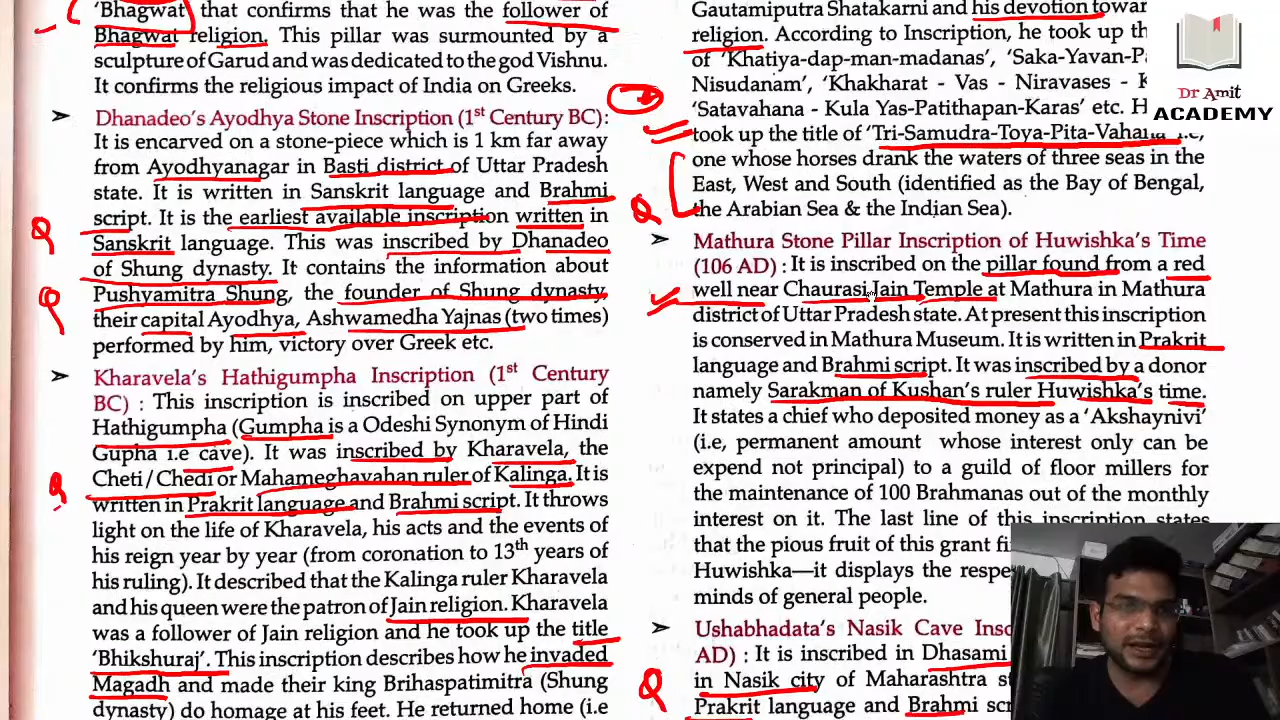 'Bhagwat' that confirms that he was the follower of
Bhagwat religion. This pillar was surmounted by a
sculpture of Garud and was dedicated to the god Vishnu.
It confirms the religious impact of India on Greeks.
➤ Dhanadeo's Ayodhya Stone Inscription (1st Century BC):
It is encarved on a stone-piece which is 1 km far away
from Ayodhyanagar in Basti district of Uttar Pradesh
state. It is written in Sanskrit language and Brahmi
script. It is the earliest available inscription written in
Sanskrit language. This was inscribed by Dhanadeo
of Shung dynasty. It contains the information about
Pushyamitra Shung, the founder of Shung dynasty,
their capital Ayodhya, Ashwamedha Yajnas (two times)
performed by him, victory over Greek etc.
➤ Kharavela's Hathigumpha Inscription (1st Century
BC) : This inscription is inscribed on upper part of
Hathigumpha (Gumpha is a Odeshi Synonym of Hindi
Gupha i.e cave). It was inscribed by Kharavela, the
Cheti/Chedi or Mahameghavahan ruler of Kalinga. It is
written in Prakrit language and Brahmi script. It throws
light on the life of Kharavela, his acts and the events of
his reign year by year (from coronation to 13th years of
his ruling). It described that the Kalinga ruler Kharavela
and his queen were the patron of Jain religion. Kharavela
was a follower of Jain religion and he took up the title
'Bhikshuraj'. This inscription describes how he invaded
Magadh and made their king Brihaspatimitra (Shung
dynasty) do homage at his feet. He returned home (i.e
Gautamiputra Shatakarni and his devotion towar
religion. According to Inscription, he took up th
of 'Khatiya-dap-man-madanas', 'Saka-Yavan-Pa
Nisudanam', 'Khakharat - Vas - Niravases - K
'Satavahana - Kula Yas-Patithapan-Karas' etc. H
took up the title of 'Tri-Samudra-Toya-Pita-Vahana i.e,
one whose horses drank the waters of three seas in the
East, West and South (identified as the Bay of Bengal,
the Arabian Sea & the Indian Sea).
➤ Mathura Stone Pillar Inscription of Huwishka's Time
(106 AD) : It is inscribed on the pillar found from a red
well near Chaurasi Jain Temple at Mathura in Mathura
district of Uttar Pradesh state. At present this inscription
is conserved in Mathura Museum. It is written in Prakrit
language and Brahmi script. It was inscribed by a donor
namely Sarakman of Kushan's ruler Huwishka's time.
It states a chief who deposited money as a 'Akshaynivi'
(i.e, permanent amount whose interest only can be
expend not principal) to a guild of floor millers for
the maintenance of 100 Brahmanas out of the monthly
interest on it. The last line of this inscription states
that the pious fruit of this grant fi
Huwishka—it displays the respe
minds of general people.
➤ Ushabhadata's Nasik Cave Insc
AD) : It is inscribed in Dhasami
in Nasik city of Maharashtra s
Prakrit language and Brahmi scr
Dr Amit
ACADEMY
Q
Q
Q
Q
Q